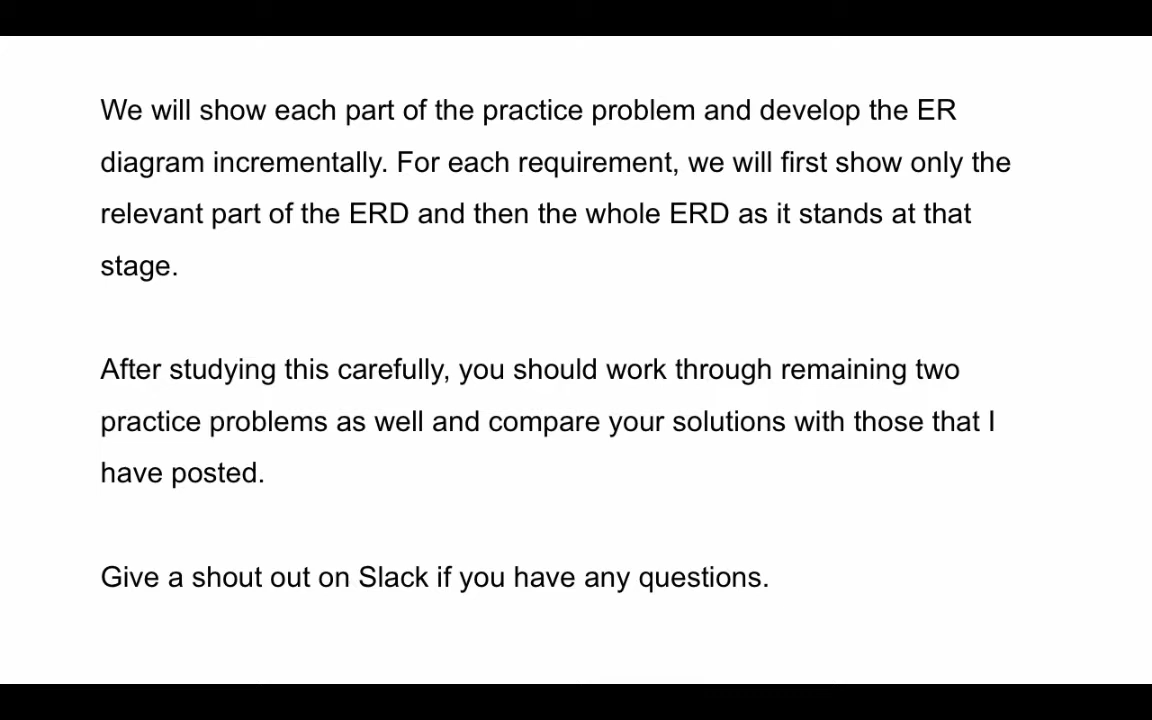 We will show each part of the practice problem and develop the ER
diagram incrementally. For each requirement, we will first show only the
relevant part of the ERD and then the whole ERD as it stands at that
stage.
After studying this carefully, you should work through remaining two
practice problems as well and compare your solutions with those that I
have posted.
Give a shout out on Slack if you have any questions.